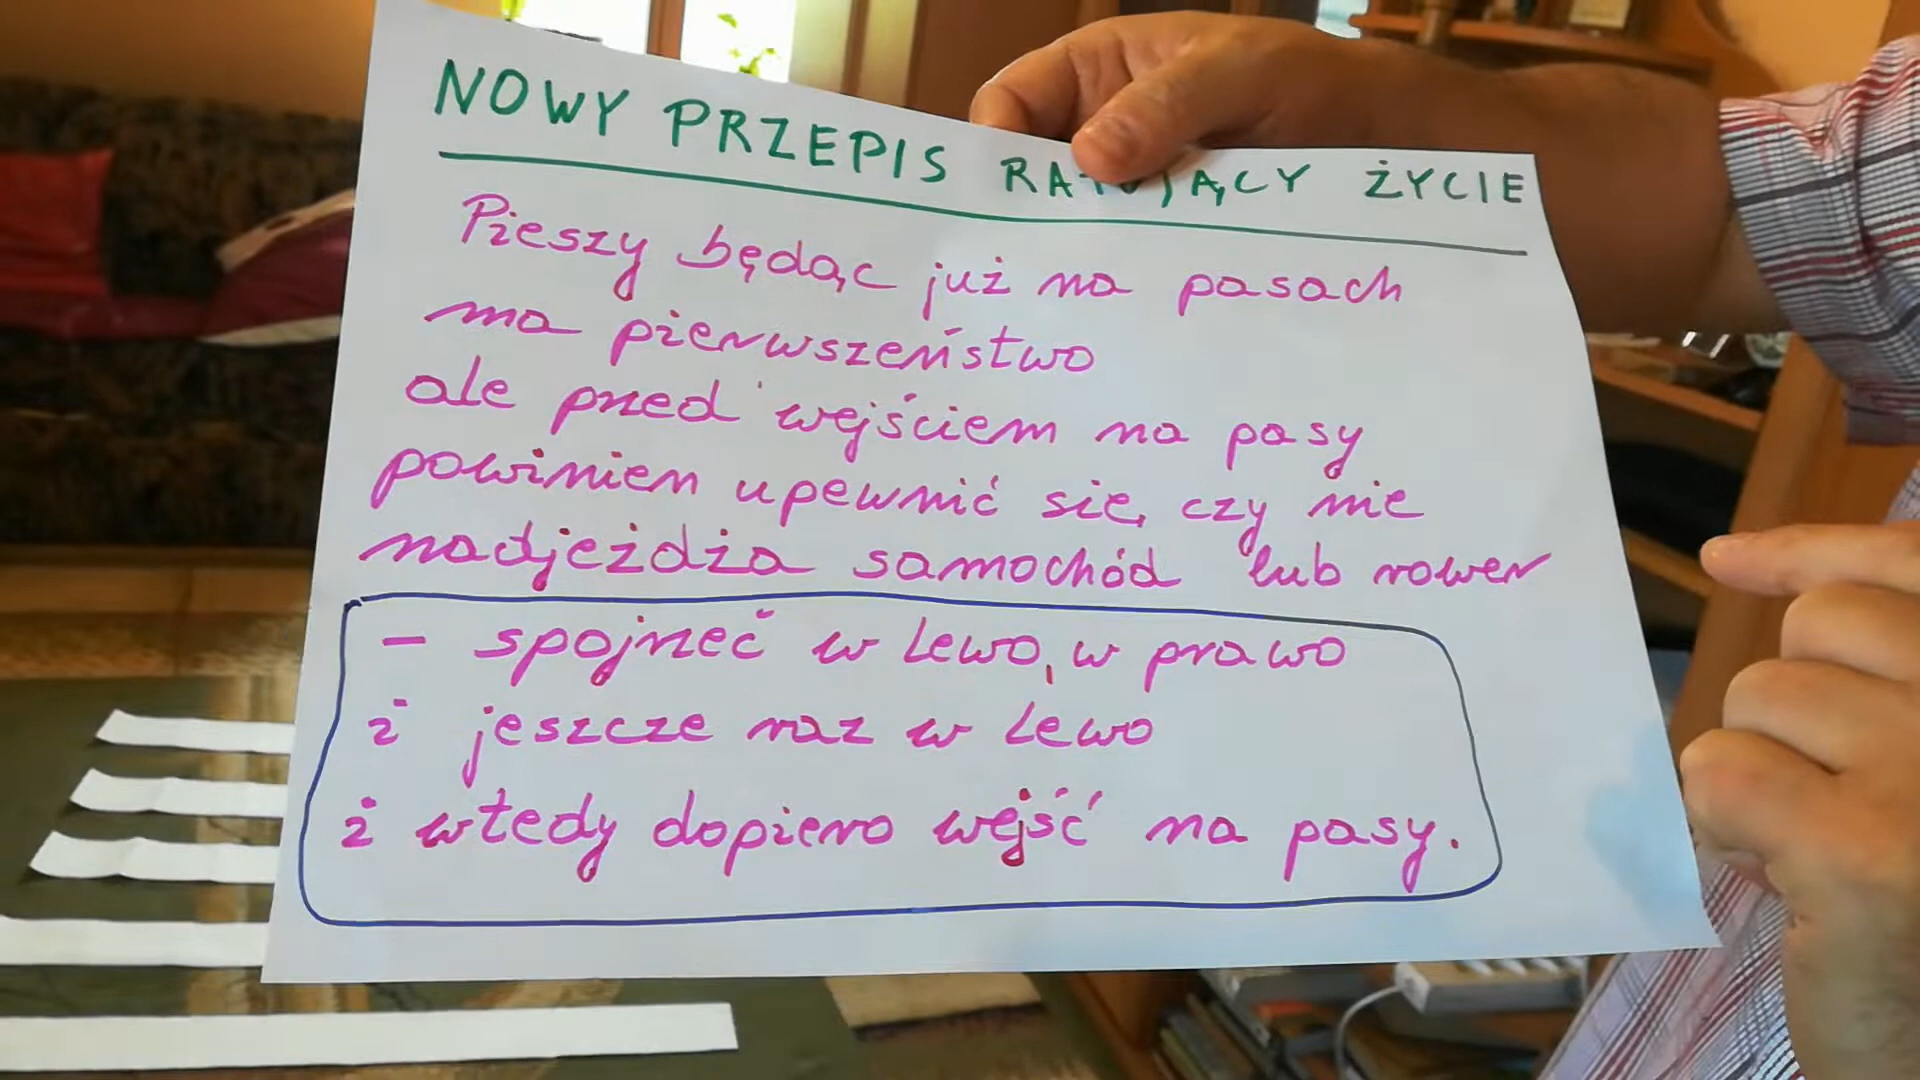 NOWY PRZEPIS RATUJĄCY ŻYCIE
Pieszy będąc już na pasach
ma pierwszeństwo
ale przed wejściem na pasy
powinien upewnić się, czy nie
nadjeżdża samochód lub rower
- spojrzeć w lewo, w prawo
i jeszcze raz w lewo
i wtedy dopiero wejść na pasy.